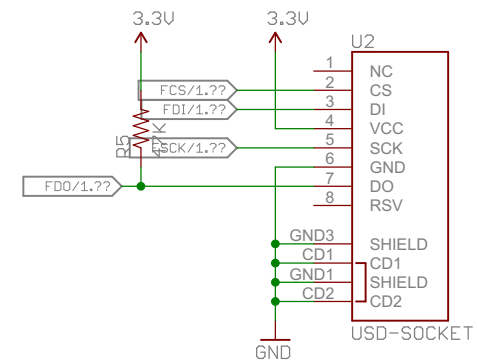 3.3V 3.3V
U2
1 NC
FCS/1.?? 2 CS
FDI/1.?? 3 DI
4 VCC
R5
FSCK/1.?? 5 SCK
6 GND
FDO/1.?? 7 DO
8 RSV
GND3 SHIELD
CD1 CD1
GND1 SHIELD
CD2 CD2
USD-SOCKET
GND